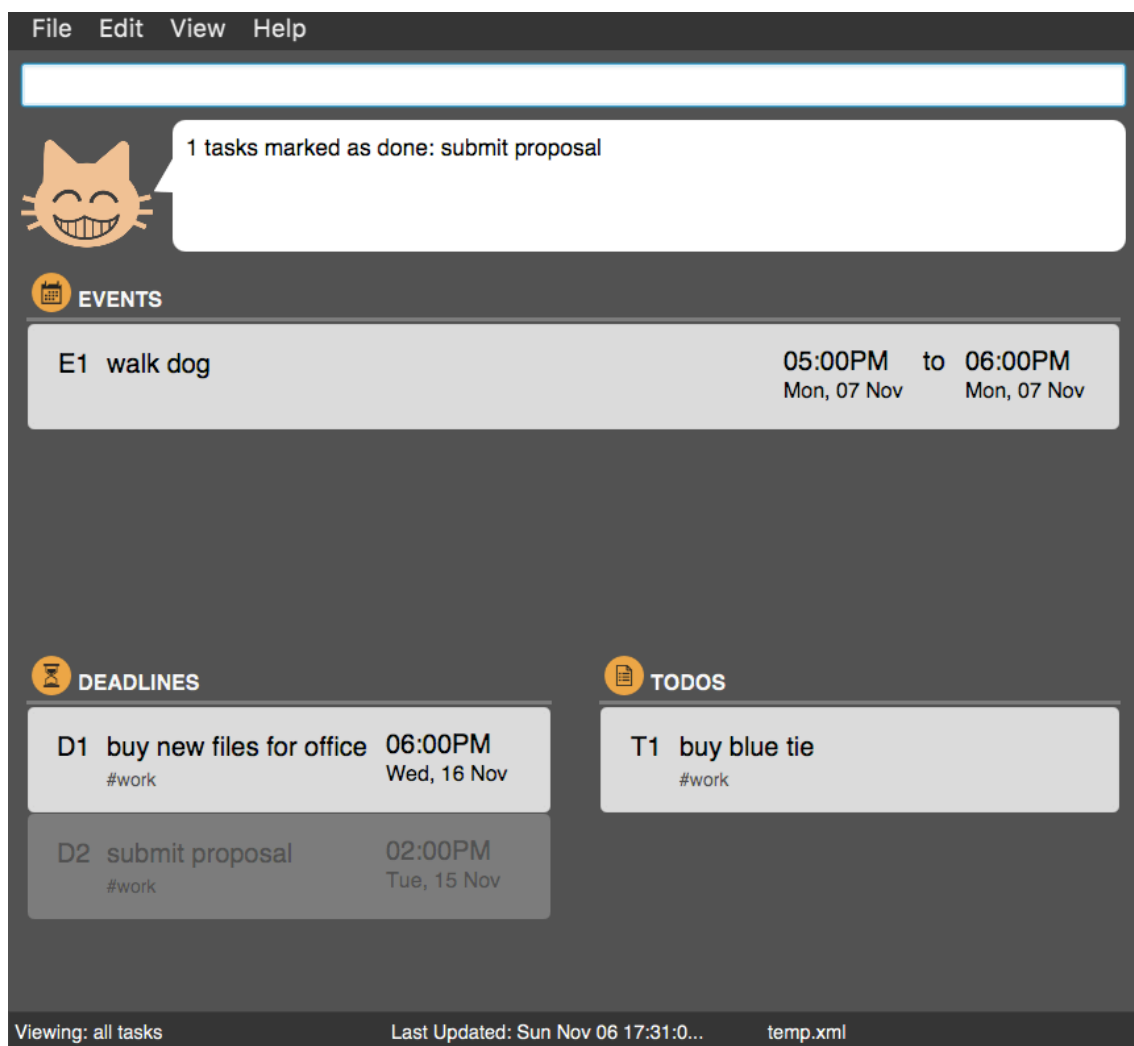 File Edit View Help
1 tasks marked as done: submit proposal
EVENTS
E1 walk dog 05:00PM to 06:00PM
Mon, 07 Nov Mon, 07 Nov
DEADLINES
D1 buy new files for office 06:00PM
#work Wed, 16 Nov
D2 submit proposal 02:00PM
#work Tue, 15 Nov
TODOS
T1 buy blue tie
#work
Viewing: all tasks Last Updated: Sun Nov 06 17:31:0... temp.xml